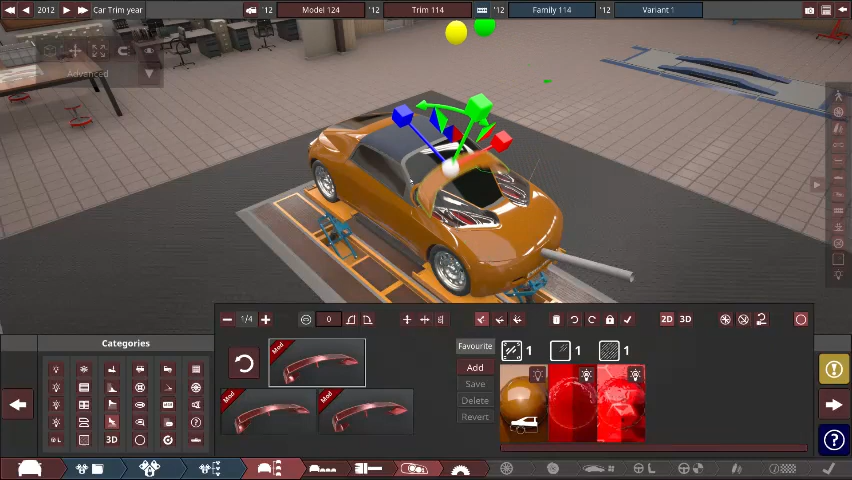 2012 Car Trim year '12 Model 124 '12 Trim 114 '12 Family 114 '12 Variant 1
Advanced
1/4 0 2D 3D
Categories
Mod
Mod
Mod
Favourite
Add
Save
Delete
Revert
1 1 1
L 3D
L